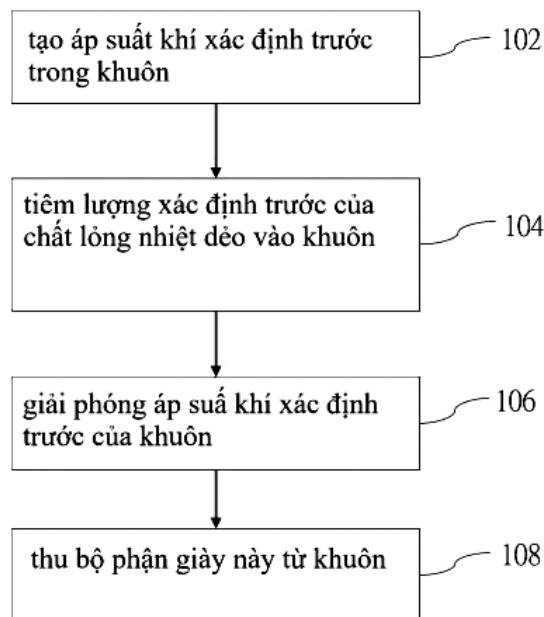 tạo áp suất khí xác định trước
trong khuôn
102
tiêm lượng xác định trước của
chất lỏng nhiệt dẻo vào khuôn
104
giải phóng áp suấ khí xác định
trước của khuôn
106
thu bộ phận giày này từ khuôn
108